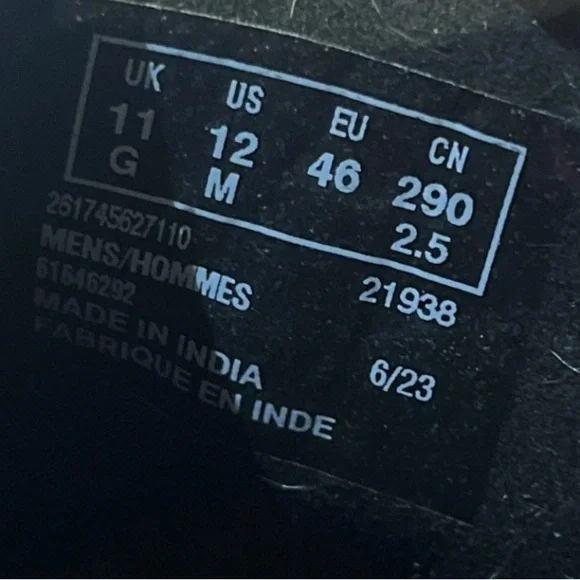 UK US EU CN
11 12 46 290
G M 2.5
261745627110 21938
MENS/HOMMES
61646292 6/23
MADE IN INDIA
FABRIQUE EN INDE